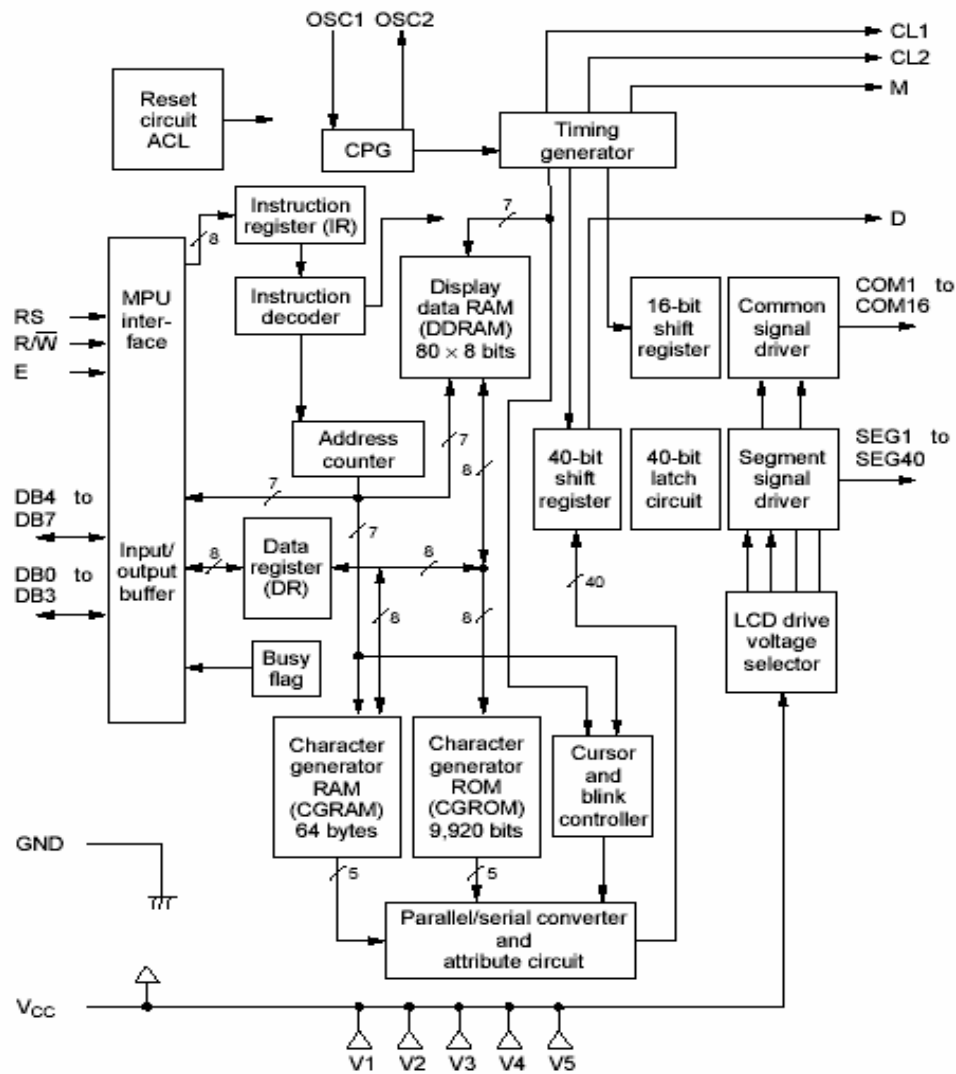 OSC1 OSC2
CL1
CL2
M
Reset
circuit
ACL
CPG
Timing
generator
7
D
Instruction
register (IR)
8
MPU
inter-
face
Instruction
decoder
Display
data RAM
(DDRAM)
80 × 8 bits
16-bit
shift
register
Common
signal
driver
COM1 to
COM16
RS
R/W̅
E
Address
counter
7
8
40-bit
shift
register
40-bit
latch
circuit
Segment
signal
driver
SEG1 to
SEG40
DB4 to
DB7
7
7
Input/
output
buffer
8
Data
register
(DR)
8
DB0 to
DB3
8
8
40
LCD drive
voltage
selector
Busy
flag
Character
generator
RAM
(CGRAM)
64 bytes
Character
generator
ROM
(CGROM)
9,920 bits
Cursor
and
blink
controller
GND
5
5
Parallel/serial converter
and
attribute circuit
VCC
V1 V2 V3 V4 V5